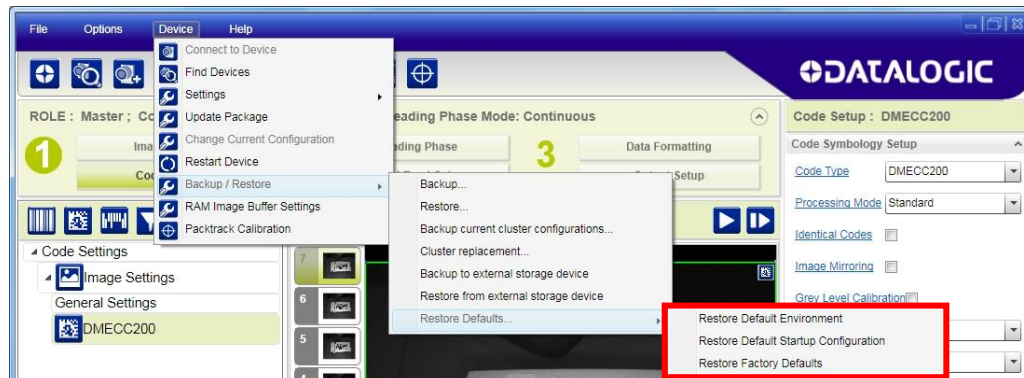 File Options Device Help
Connect to Device
Find Devices
Settings
Update Package
Change Current Configuration
Restart Device
Backup / Restore
RAM Image Buffer Settings
Packtrack Calibration
DATALOGIC
ROLE : Master ;
eading Phase Mode: Continuous
1
Ima
ding Phase
3
Data Formatting
Co
Setup
Backup...
Restore...
Backup current cluster configurations...
Cluster replacement...
Backup to external storage device
Restore from external storage device
Restore Defaults...
Restore Default Environment
Restore Default Startup Configuration
Restore Factory Defaults
Code Settings
Image Settings
General Settings
DMECC200
7
6
5
Code Setup : DMECC200
Code Symbology Setup
Code Type DMECC200
Processing Mode Standard
Identical Codes
Image Mirroring
Grey Level Calibration